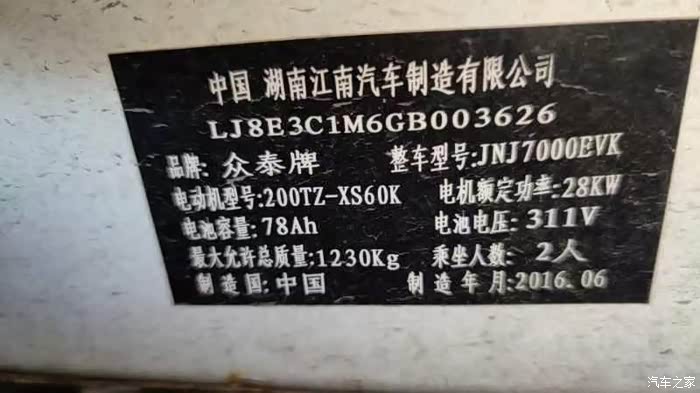 中国 湖南江南汽车制造有限公司
LJ8E3C1M6GB003626
品牌: 众泰牌 整车型号:JNJ7000EVK
电动机型号:200TZ-XS60K 电机额定功率:28KW
电池容量:78Ah 电池电压:311V
最大允许总质量:1230Kg 乘坐人数: 2人
制造国:中国 制造年月:2016.06
汽车之家